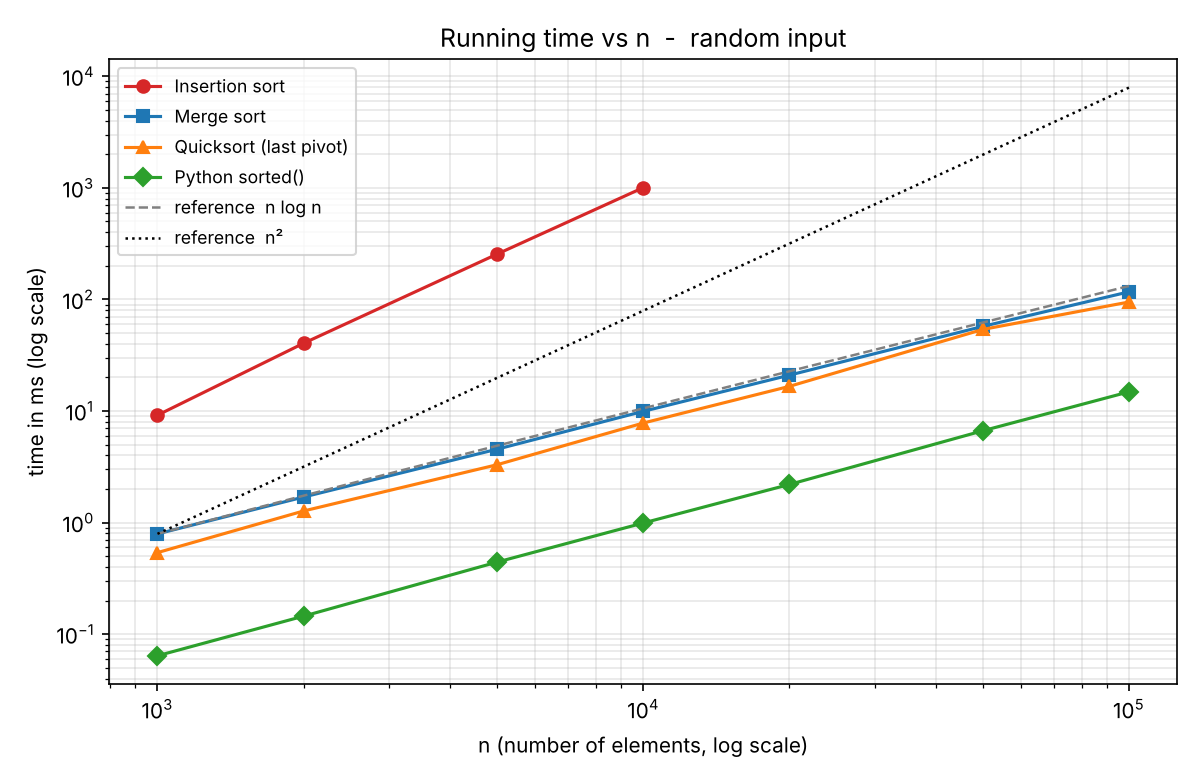 Running time vs n  -  random input
Insertion sort
Merge sort
Quicksort (last pivot)
Python sorted()
reference  n log n
reference  n²
time in ms (log scale)
10⁴
10³
10²
10¹
10⁰
10⁻¹
10³ 10⁴ 10⁵
n (number of elements, log scale)